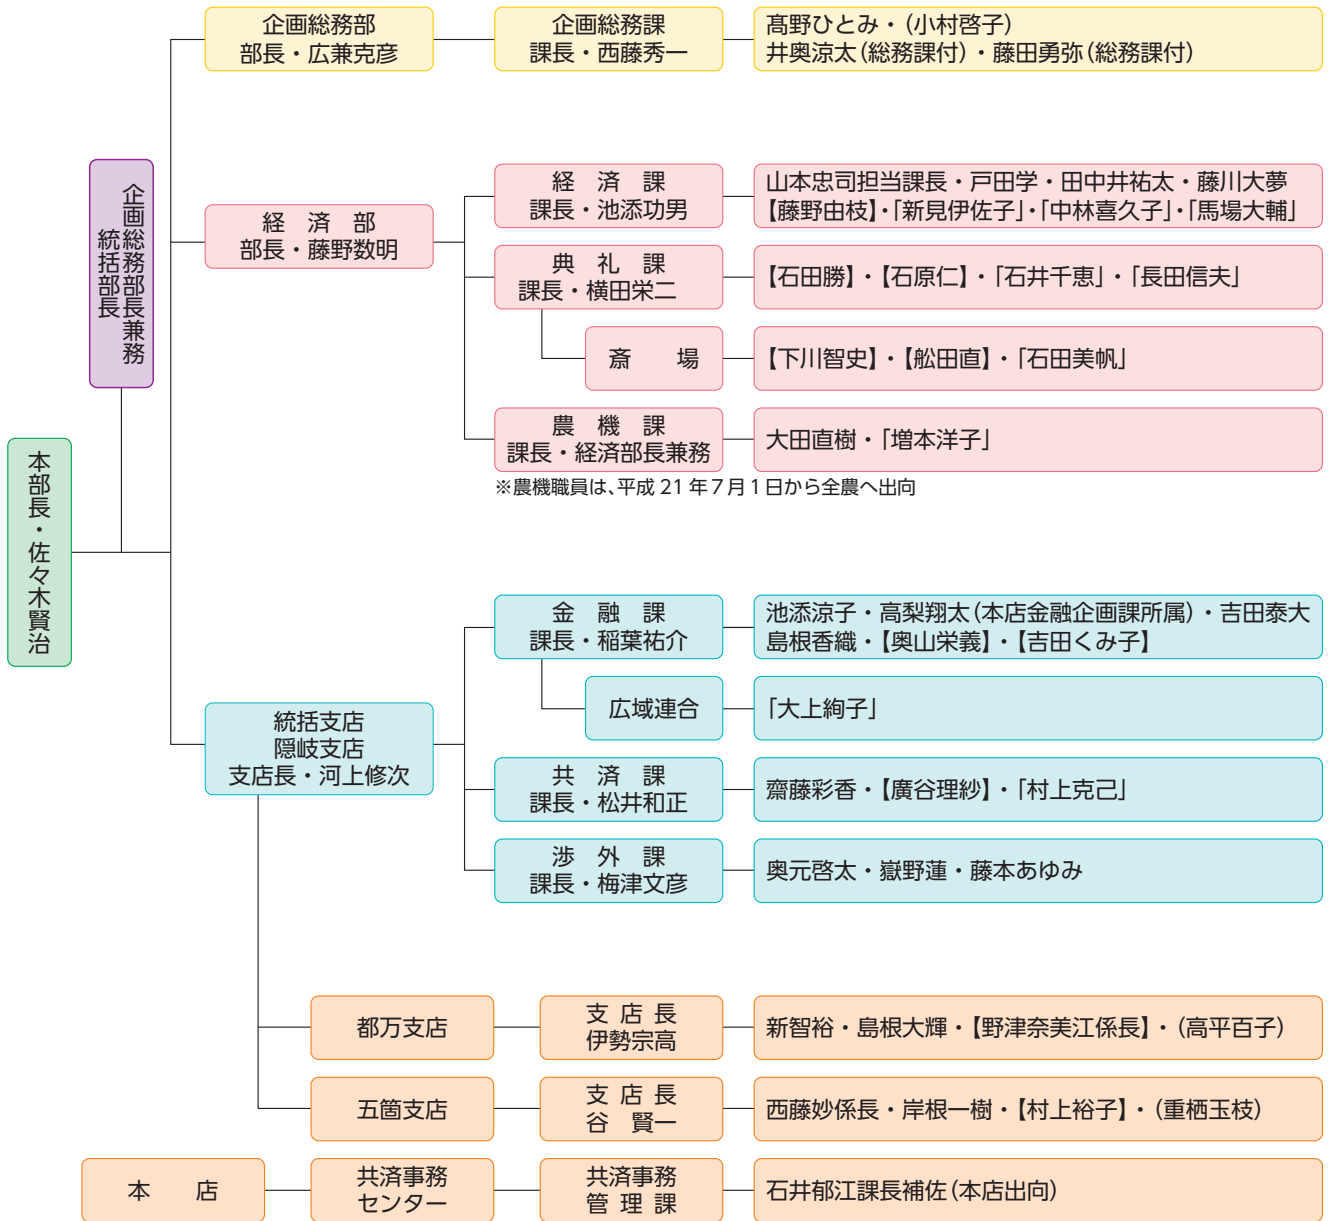 企画総務部
部長・広兼克彦
企画総務課
課長・西藤秀一
髙野ひとみ・(小村啓子)
井奥涼太(総務課付)・藤田勇弥(総務課付)
企画総務部長兼務
統括部長
経　済　部
部長・藤野数明
経　済　課
課長・池添功男
山本忠司担当課長・戸田学・田中井祐太・藤川大夢
【藤野由枝】・「新見伊佐子」・「中林喜久子」・「馬場大輔」
典　礼　課
課長・横田栄二
【石田勝】・【石原仁】・「石井千恵」・「長田信夫」
斎　　場
【下川智史】・【舩田直】・「石田美帆」
農　機　課
課長・経済部長兼務
大田直樹・「増本洋子」
※農機職員は、平成 21 年 7 月 1 日から全農へ出向
本部長・佐々木賢治
統括支店
隠岐支店
支店長・河上修次
金　融　課
課長・稲葉祐介
池添涼子・高梨翔太(本店金融企画課所属)・吉田泰大
島根香織・【奥山栄義】・【吉田くみ子】
広域連合
「大上絢子」
共　済　課
課長・松井和正
齋藤彩香・【廣谷理紗】・「村上克己」
渉　外　課
課長・梅津文彦
奥元啓太・嶽野蓮・藤本あゆみ
都万支店
支 店 長
伊勢宗高
新智裕・島根大輝・【野津奈美江係長】・(高平百子)
五箇支店
支 店 長
谷　賢一
西藤妙係長・岸根一樹・【村上裕子】・(重栖玉枝)
本　　店
共済事務
センター
共済事務
管 理 課
石井郁江課長補佐(本店出向)